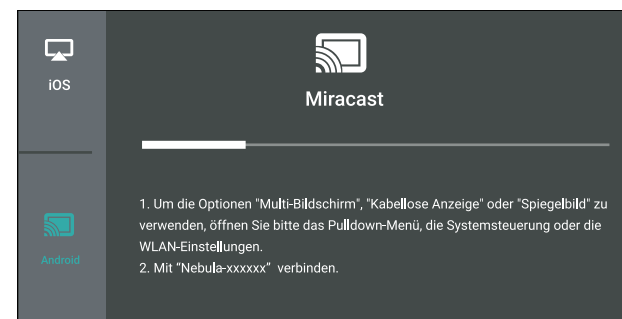 iOS
Miracast
1. Um die Optionen "Multi-Bildschirm", "Kabellose Anzeige" oder "Spiegelbild" zu
verwenden, öffnen Sie bitte das Pulldown-Menü, die Systemsteuerung oder die
WLAN-Einstellungen.
2. Mit “Nebula-xxxxxx” verbinden.
Android